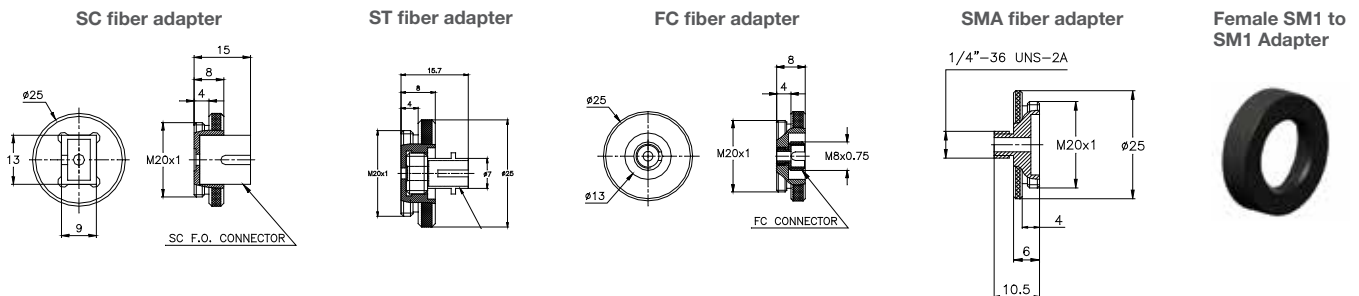 SC fiber adapter
15
8
4
ø25
13
M20x1
9
SC F.O. CONNECTOR
ST fiber adapter
15.7
8
4
M20x1
ø7
ø25
FC fiber adapter
8
4
ø25
M20x1
M8x0.75
ø13
FC CONNECTOR
SMA fiber adapter
1/4"-36 UNS-2A
M20x1
ø25
4
6
10.5
Female SM1 to
SM1 Adapter